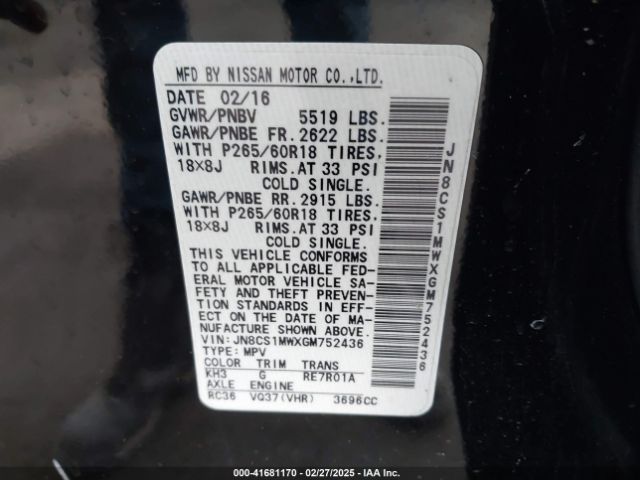 MFD BY NISSAN MOTOR CO.,LTD.
DATE 02/16
GVWR/PNBV 5519 LBS.
GAWR/PNBE FR. 2622 LBS.
WITH P265/60R18 TIRES,
18X8J RIMS.AT 33 PSI
COLD SINGLE.
GAWR/PNBE RR. 2915 LBS.
WITH P265/60R18 TIRES,
18X8J RIMS.AT 33 PSI
COLD SINGLE.
THIS VEHICLE CONFORMS
TO ALL APPLICABLE FED-
ERAL MOTOR VEHICLE SA-
FETY AND THEFT PREVEN-
TION STANDARDS IN EFF-
ECT ON THE DATE OF MA-
NUFACTURE SHOWN ABOVE.
VIN: JN8CS1MWXGM752436
TYPE: MPV
COLOR TRIM TRANS
KH3 G RE7R01A
AXLE ENGINE
RC36 VQ37(VHR) 3696CC
JN8CS1MWXGM752436
000-41681170 | 02/27/2025 | IAA Inc.